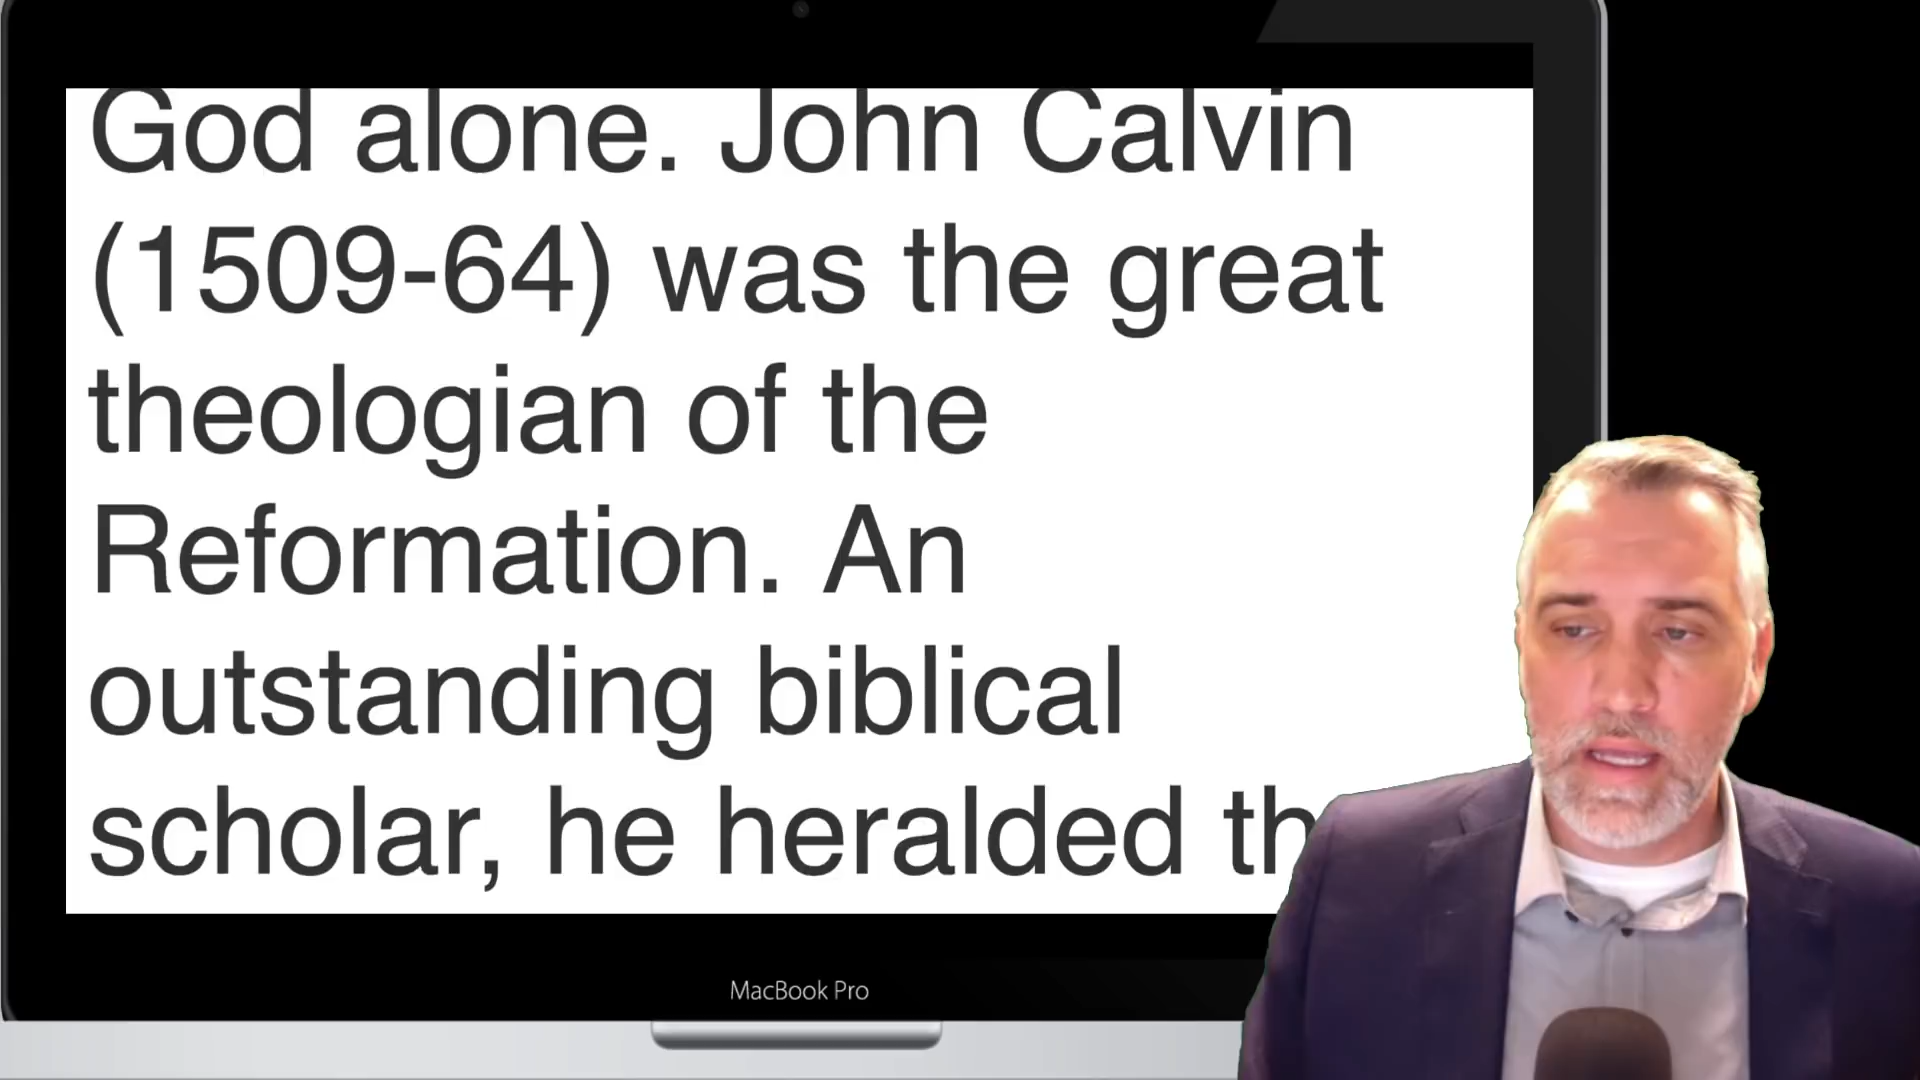 God alone. John Calvin
(1509-64) was the great
theologian of the
Reformation. An
outstanding biblical
scholar, he heralded
MacBook Pro